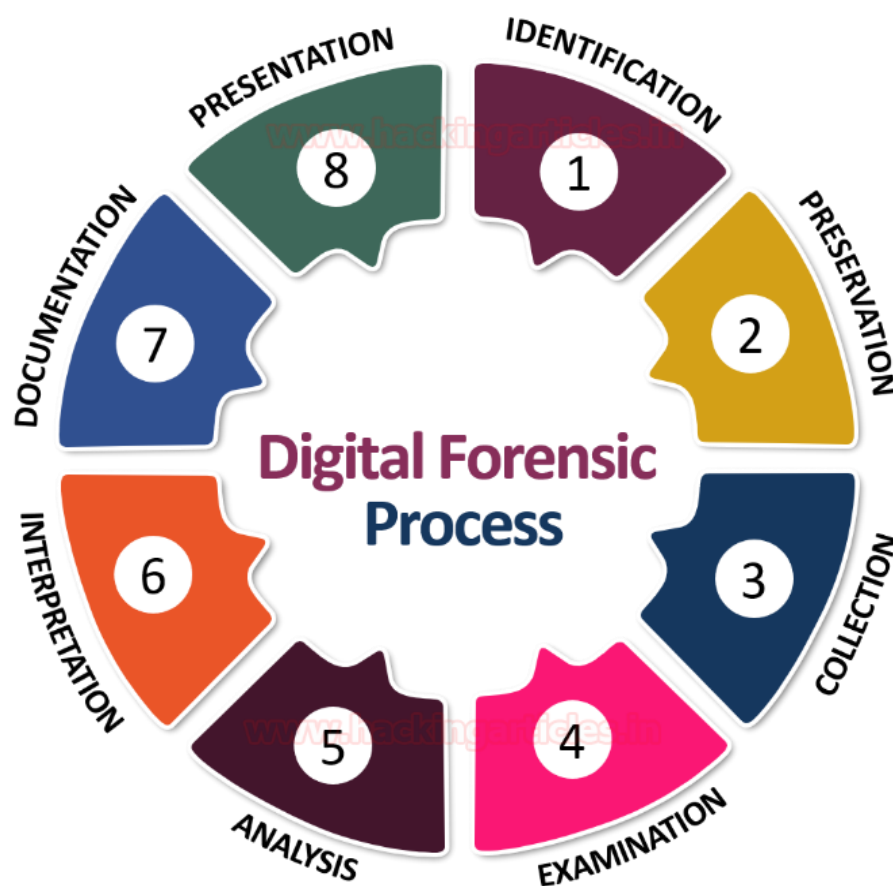 Digital Forensic
Process
1
IDENTIFICATION
2
PRESERVATION
3
COLLECTION
4
EXAMINATION
5
ANALYSIS
6
INTERPRETATION
7
DOCUMENTATION
8
PRESENTATION
www.hackingarticles.in
www.hackingarticles.in